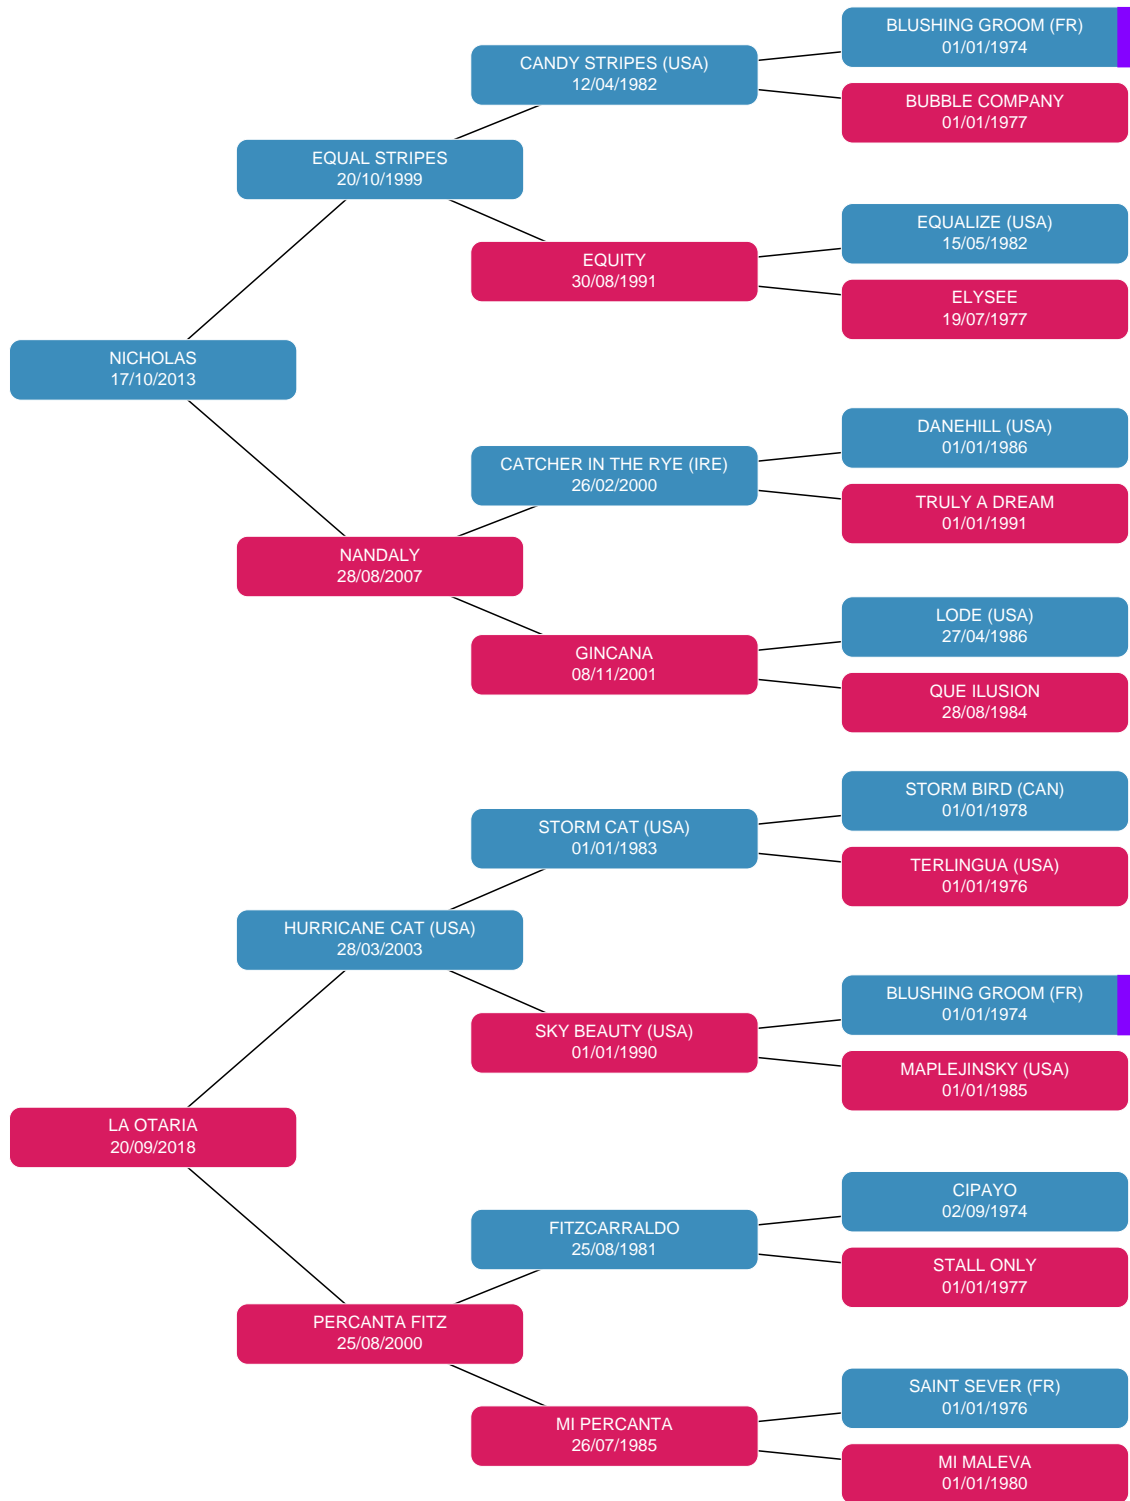 BLUSHING GROOM (FR)
01/01/1974
CANDY STRIPES (USA)
12/04/1982
BUBBLE COMPANY
01/01/1977
EQUAL STRIPES
20/10/1999
EQUALIZE (USA)
15/05/1982
EQUITY
30/08/1991
ELYSEE
19/07/1977
NICHOLAS
17/10/2013
DANEHILL (USA)
01/01/1986
CATCHER IN THE RYE (IRE)
26/02/2000
TRULY A DREAM
01/01/1991
NANDALY
28/08/2007
LODE (USA)
27/04/1986
GINCANA
08/11/2001
QUE ILUSION
28/08/1984
STORM BIRD (CAN)
01/01/1978
STORM CAT (USA)
01/01/1983
TERLINGUA (USA)
01/01/1976
HURRICANE CAT (USA)
28/03/2003
BLUSHING GROOM (FR)
01/01/1974
SKY BEAUTY (USA)
01/01/1990
MAPLEJINSKY (USA)
01/01/1985
LA OTARIA
20/09/2018
CIPAYO
02/09/1974
FITZCARRALDO
25/08/1981
STALL ONLY
01/01/1977
PERCANTA FITZ
25/08/2000
SAINT SEVER (FR)
01/01/1976
MI PERCANTA
26/07/1985
MI MALEVA
01/01/1980